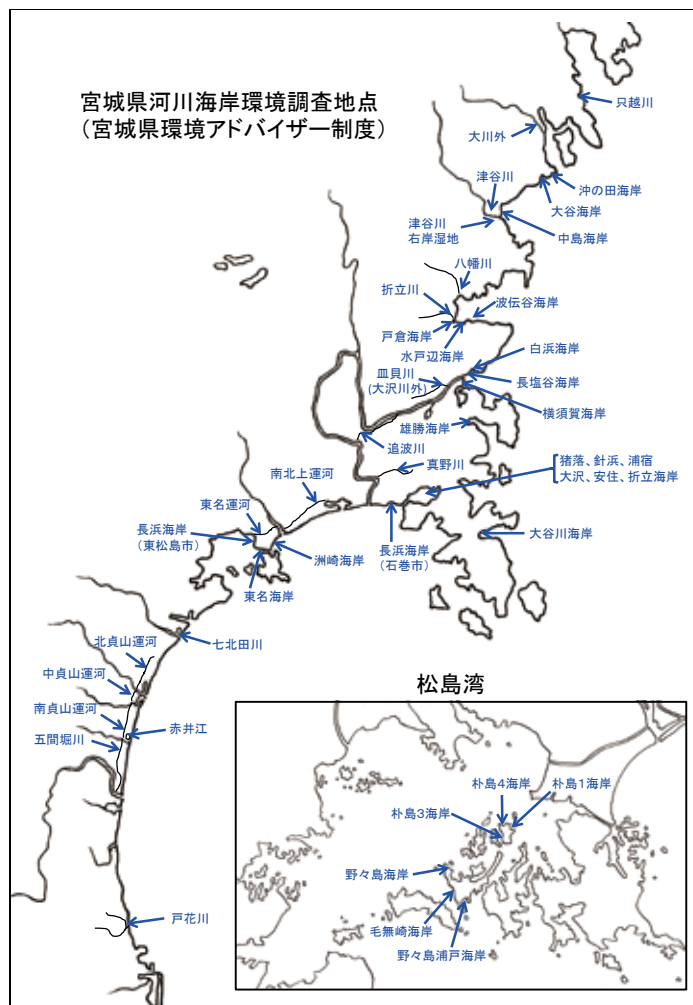 宮城県河川海岸環境調査地点
（宮城県環境アドバイザー制度）
只越川
大川外
津谷川
沖の田海岸
大谷海岸
津谷川
右岸湿地
中島海岸
八幡川
折立川
波伝谷海岸
戸倉海岸
水戸辺海岸
白浜海岸
皿貝川
(大沢川外)
長塩谷海岸
横須賀海岸
雄勝海岸
追波川
真野川
猪落、針浜、浦宿
大沢、安住、折立海岸
南北上運河
東名運河
長浜海岸
（東松島市）
洲崎海岸
長浜海岸
（石巻市）
大谷川海岸
東名海岸
七北田川
北貞山運河
中貞山運河
南貞山運河
赤井江
五間堀川
戸花川
松島湾
朴島4海岸
朴島1海岸
朴島3海岸
野々島海岸
毛無崎海岸
野々島浦戸海岸